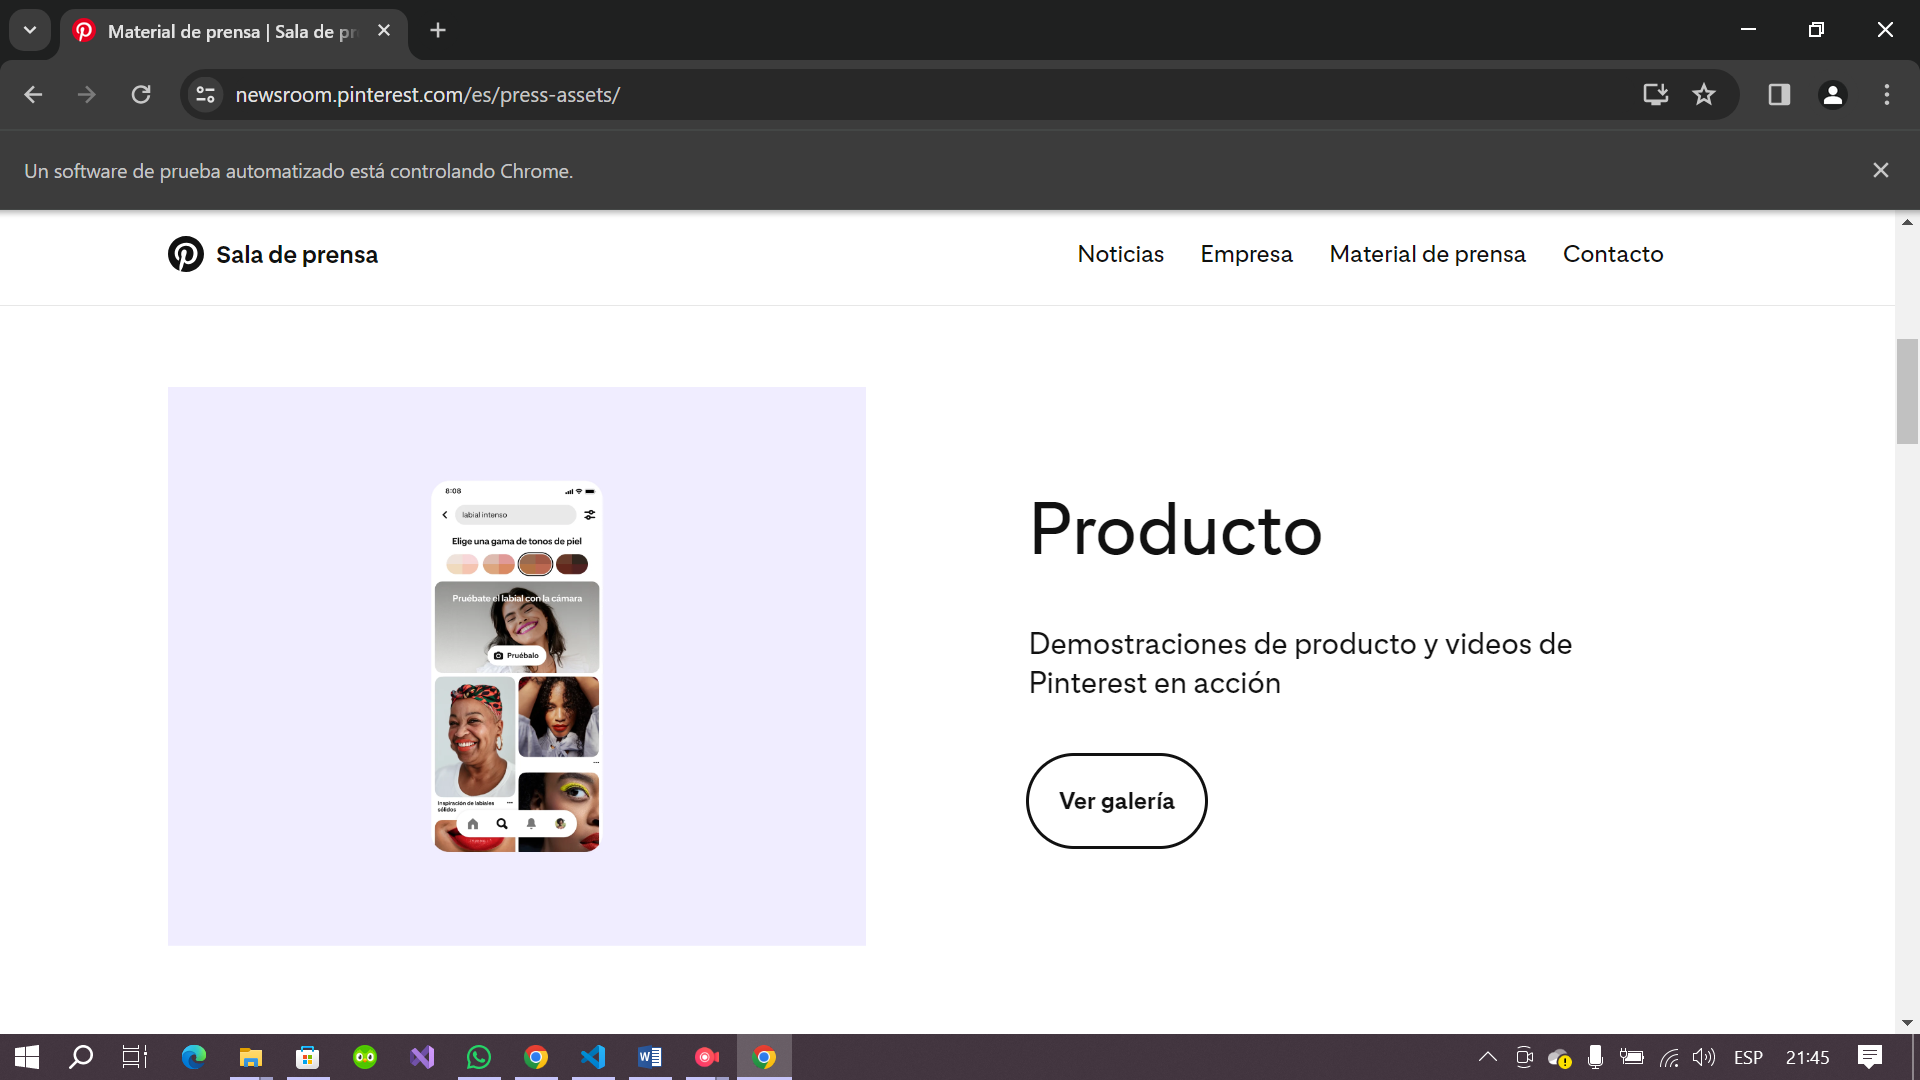 Material de prensa | Sala de pr
newsroom.pinterest.com/es/press-assets/
Un software de prueba automatizado está controlando Chrome.
Sala de prensa
Noticias
Empresa
Material de prensa
Contacto
8:08
labial intenso
Elige una gama de tonos de piel
Pruébate el labial con la cámara
Pruébalo
Inspiración de labiales
sólidos
Producto
Demostraciones de producto y videos de
Pinterest en acción
Ver galería
ESP
21:45